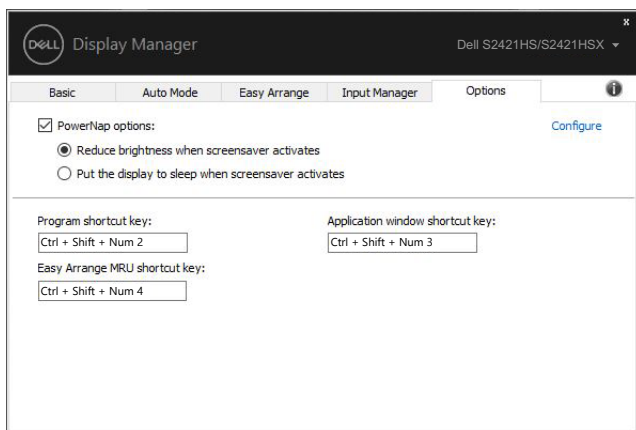 x
DELL Display Manager Dell S2421HS/S2421HSX
Basic Auto Mode Easy Arrange Input Manager Options
PowerNap options: Configure
Reduce brightness when screensaver activates
Put the display to sleep when screensaver activates
Program shortcut key: Application window shortcut key:
Ctrl + Shift + Num 2 Ctrl + Shift + Num 3
Easy Arrange MRU shortcut key:
Ctrl + Shift + Num 4